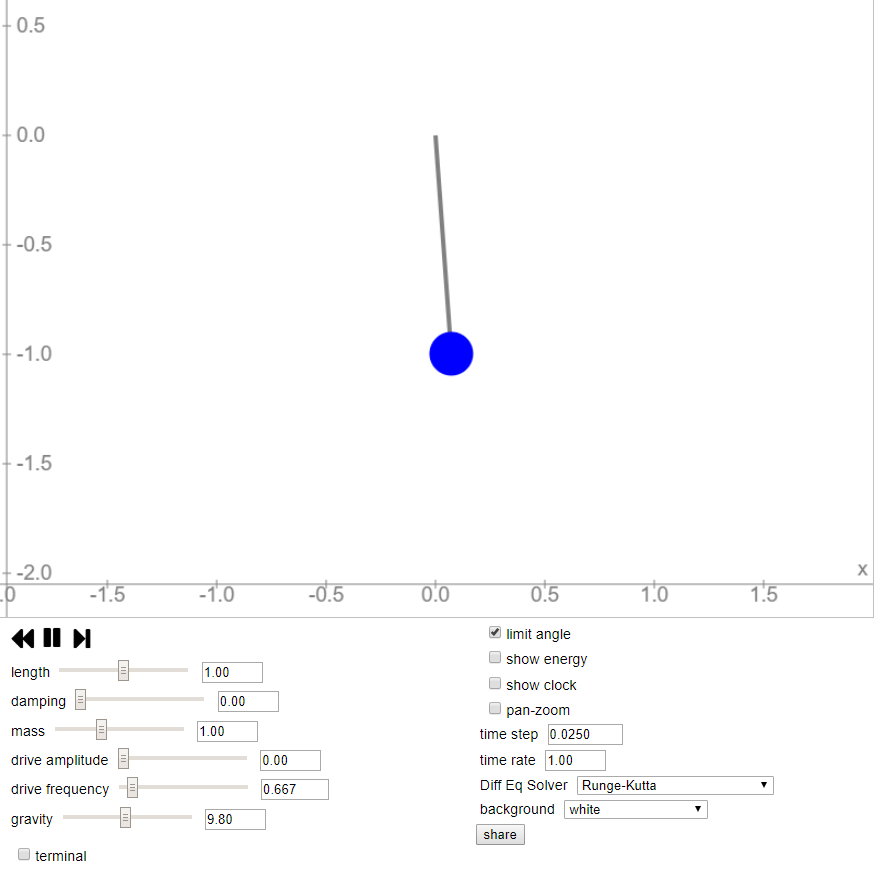 0.5
0.0
-0.5
-1.0
-1.5
-2.0
x
.0 -1.5 -1.0 -0.5 0.0 0.5 1.0 1.5
length 1.00
damping 0.00
mass 1.00
drive amplitude 0.00
drive frequency 0.667
gravity 9.80
terminal
limit angle
show energy
show clock
pan-zoom
time step 0.0250
time rate 1.00
Diff Eq Solver Runge-Kutta
background white
share